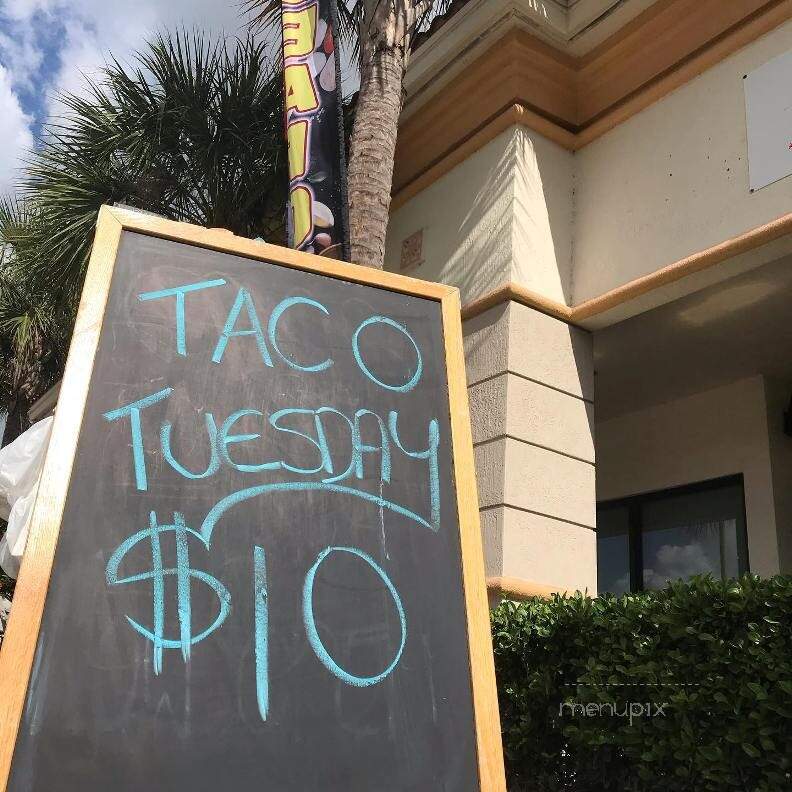 TACO
TUESDAY
$10
menupix